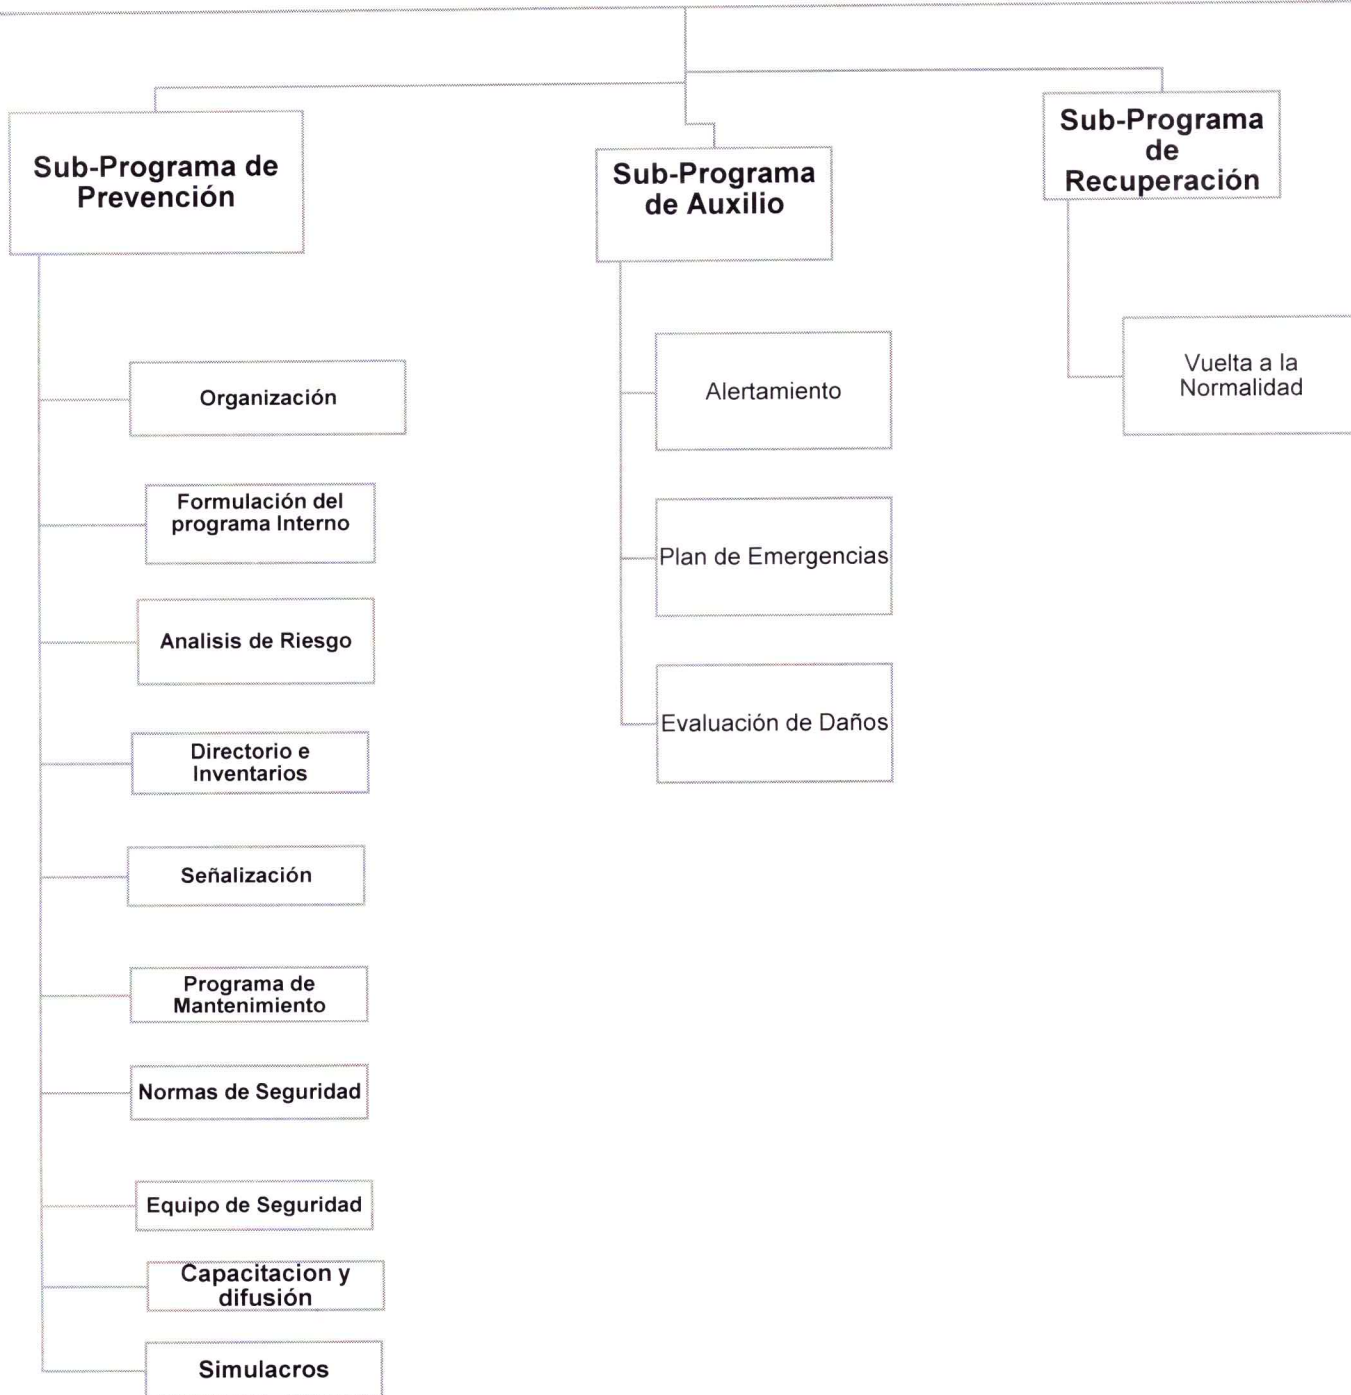 Sub-Programa de
Prevención
Organización
Formulación del
programa Interno
Analisis de Riesgo
Directorio e
Inventarios
Señalización
Programa de
Mantenimiento
Normas de Seguridad
Equipo de Seguridad
Capacitacion y
difusión
Simulacros
Sub-Programa
de Auxilio
Alertamiento
Plan de Emergencias
Evaluación de Daños
Sub-Programa
de
Recuperación
Vuelta a la
Normalidad